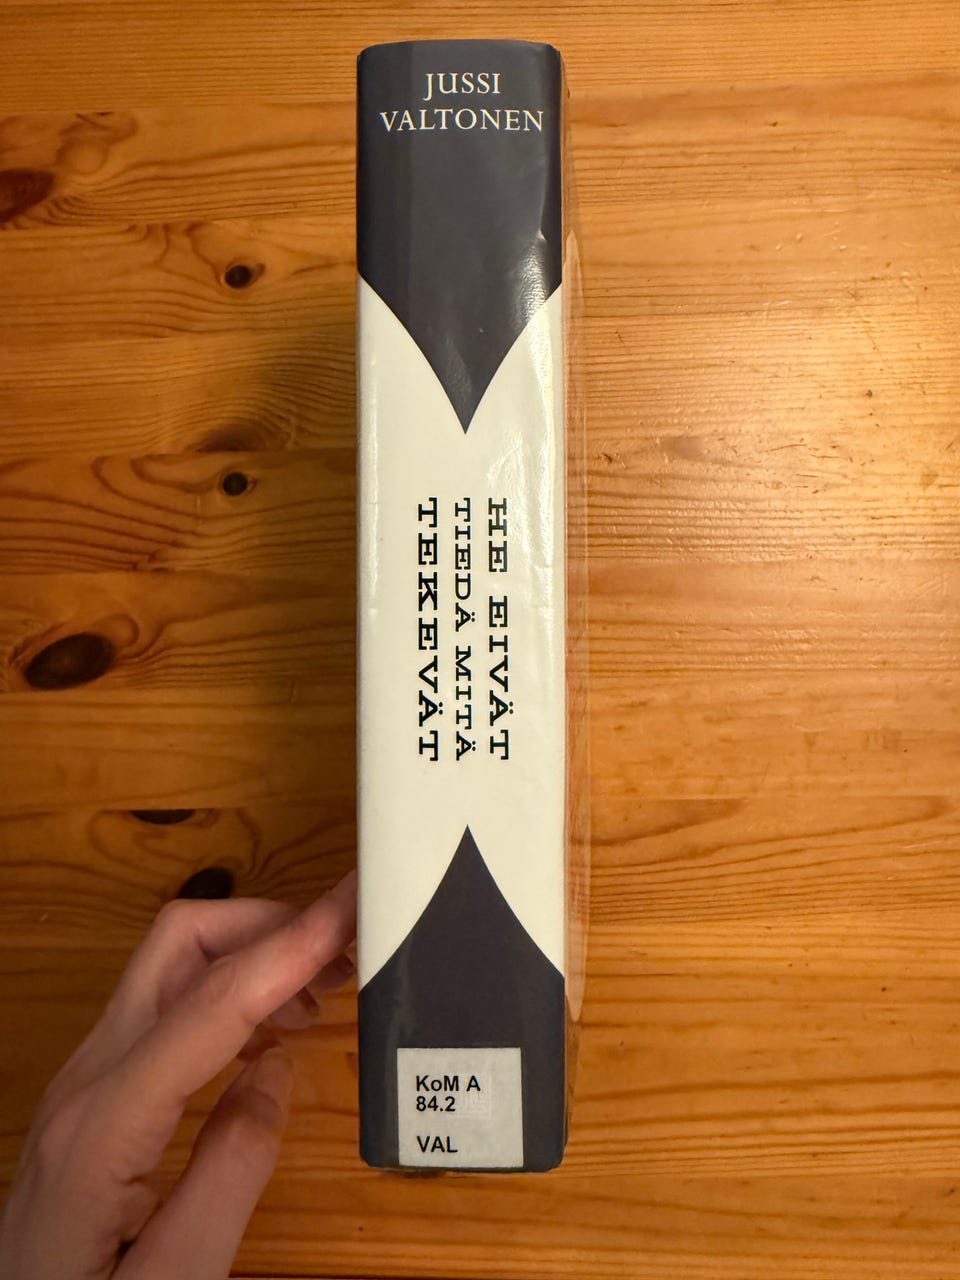 JUSSI
VALTONEN
HE EIVÄT
TIEDÄ MITÄ
TEKEVÄT
KoM A
84.2
VAL